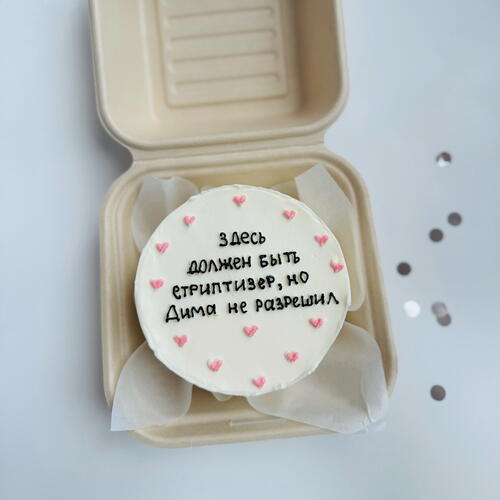 здесь
должен быть
стриптизер, но
Дима не разрешил